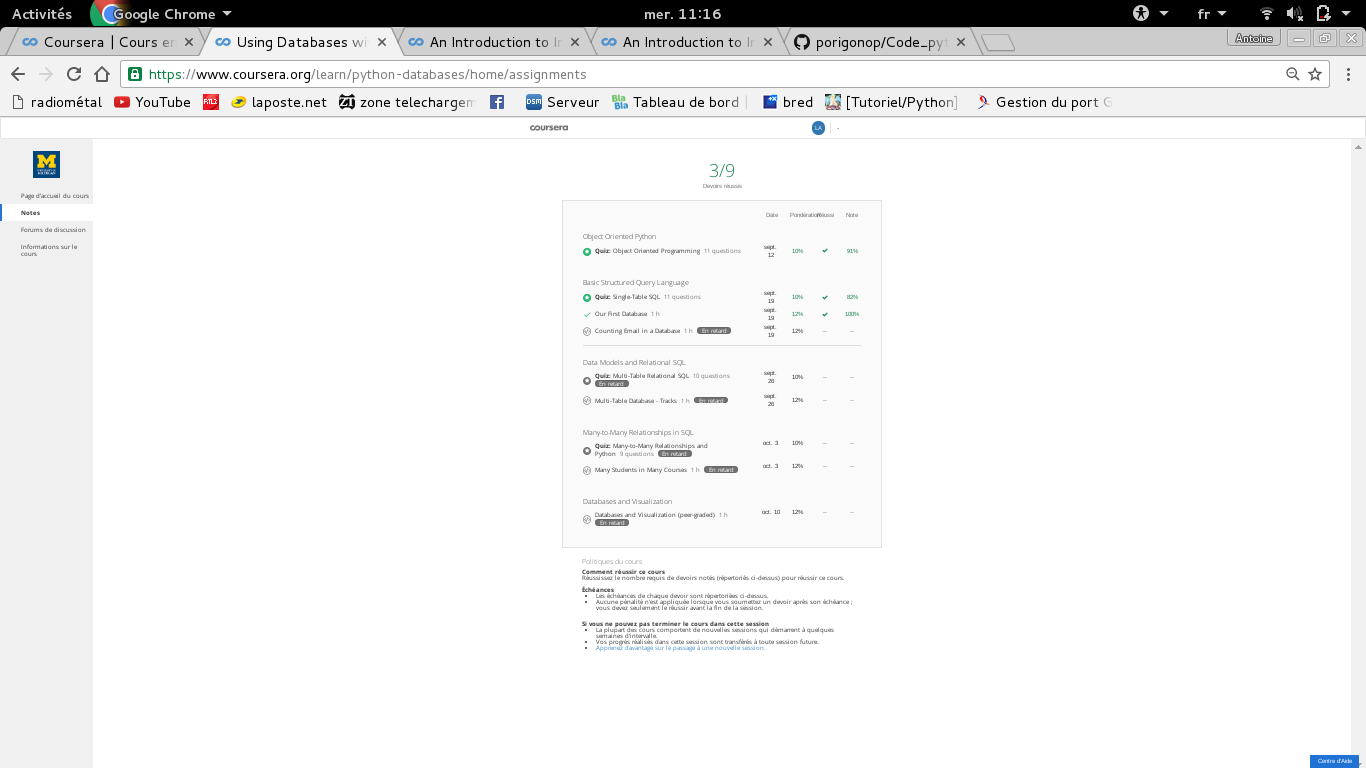 Activités Google Chrome mer. 11:16 fr
Coursera | Cours en Using Databases wi An Introduction to In An Introduction to In porigonop/Code_pyt Antoine
https://www.coursera.org/learn/python-databases/home/assignments
radiométal YouTube RTL2 laposte.net zone telechargem Serveur Tableau de bord bred [Tutoriel/Python] Gestion du port G
coursera LA
Page d'accueil du cours
Notes
Forums de discussion
Informations sur le
cours
3/9
Devoirs réussis
Date Pondération Réussi Note
Object Oriented Python
Quiz: Object Oriented Programming 11 questions sept. 12 10% 91%
Basic Structured Query Language
Quiz: Single-Table SQL 11 questions sept. 19 10% 82%
Our First Database 1 h sept. 19 12% 100%
Counting Email in a Database 1 h En retard sept. 19 12% -- --
Data Models and Relational SQL
Quiz: Multi-Table Relational SQL 10 questions sept. 26 10% -- --
En retard
Multi-Table Database - Tracks 1 h En retard sept. 26 12% -- --
Many-to-Many Relationships in SQL
Quiz: Many-to-Many Relationships and oct. 3 10% -- --
Python 9 questions En retard
Many Students in Many Courses 1 h En retard oct. 3 12% -- --
Databases and Visualization
Databases and Visualization (peer-graded) 1 h oct. 10 12% -- --
En retard
Politiques du cours
Comment réussir ce cours
Réussissez le nombre requis de devoirs notés (répertoriés ci-dessus) pour réussir ce cours.
Échéances
Les échéances de chaque devoir sont répertoriées ci-dessus.
Aucune pénalité n'est appliquée lorsque vous soumettez un devoir après son échéance ;
vous devez seulement le réussir avant la fin de la session.
Si vous ne pouvez pas terminer le cours dans cette session
La plupart des cours comportent de nouvelles sessions qui démarrent à quelques
semaines d'intervalle.
Vos progrès réalisés dans cette session sont transférés à toute session future.
Apprenez davantage sur le passage à une nouvelle session.
Centre d'Aide